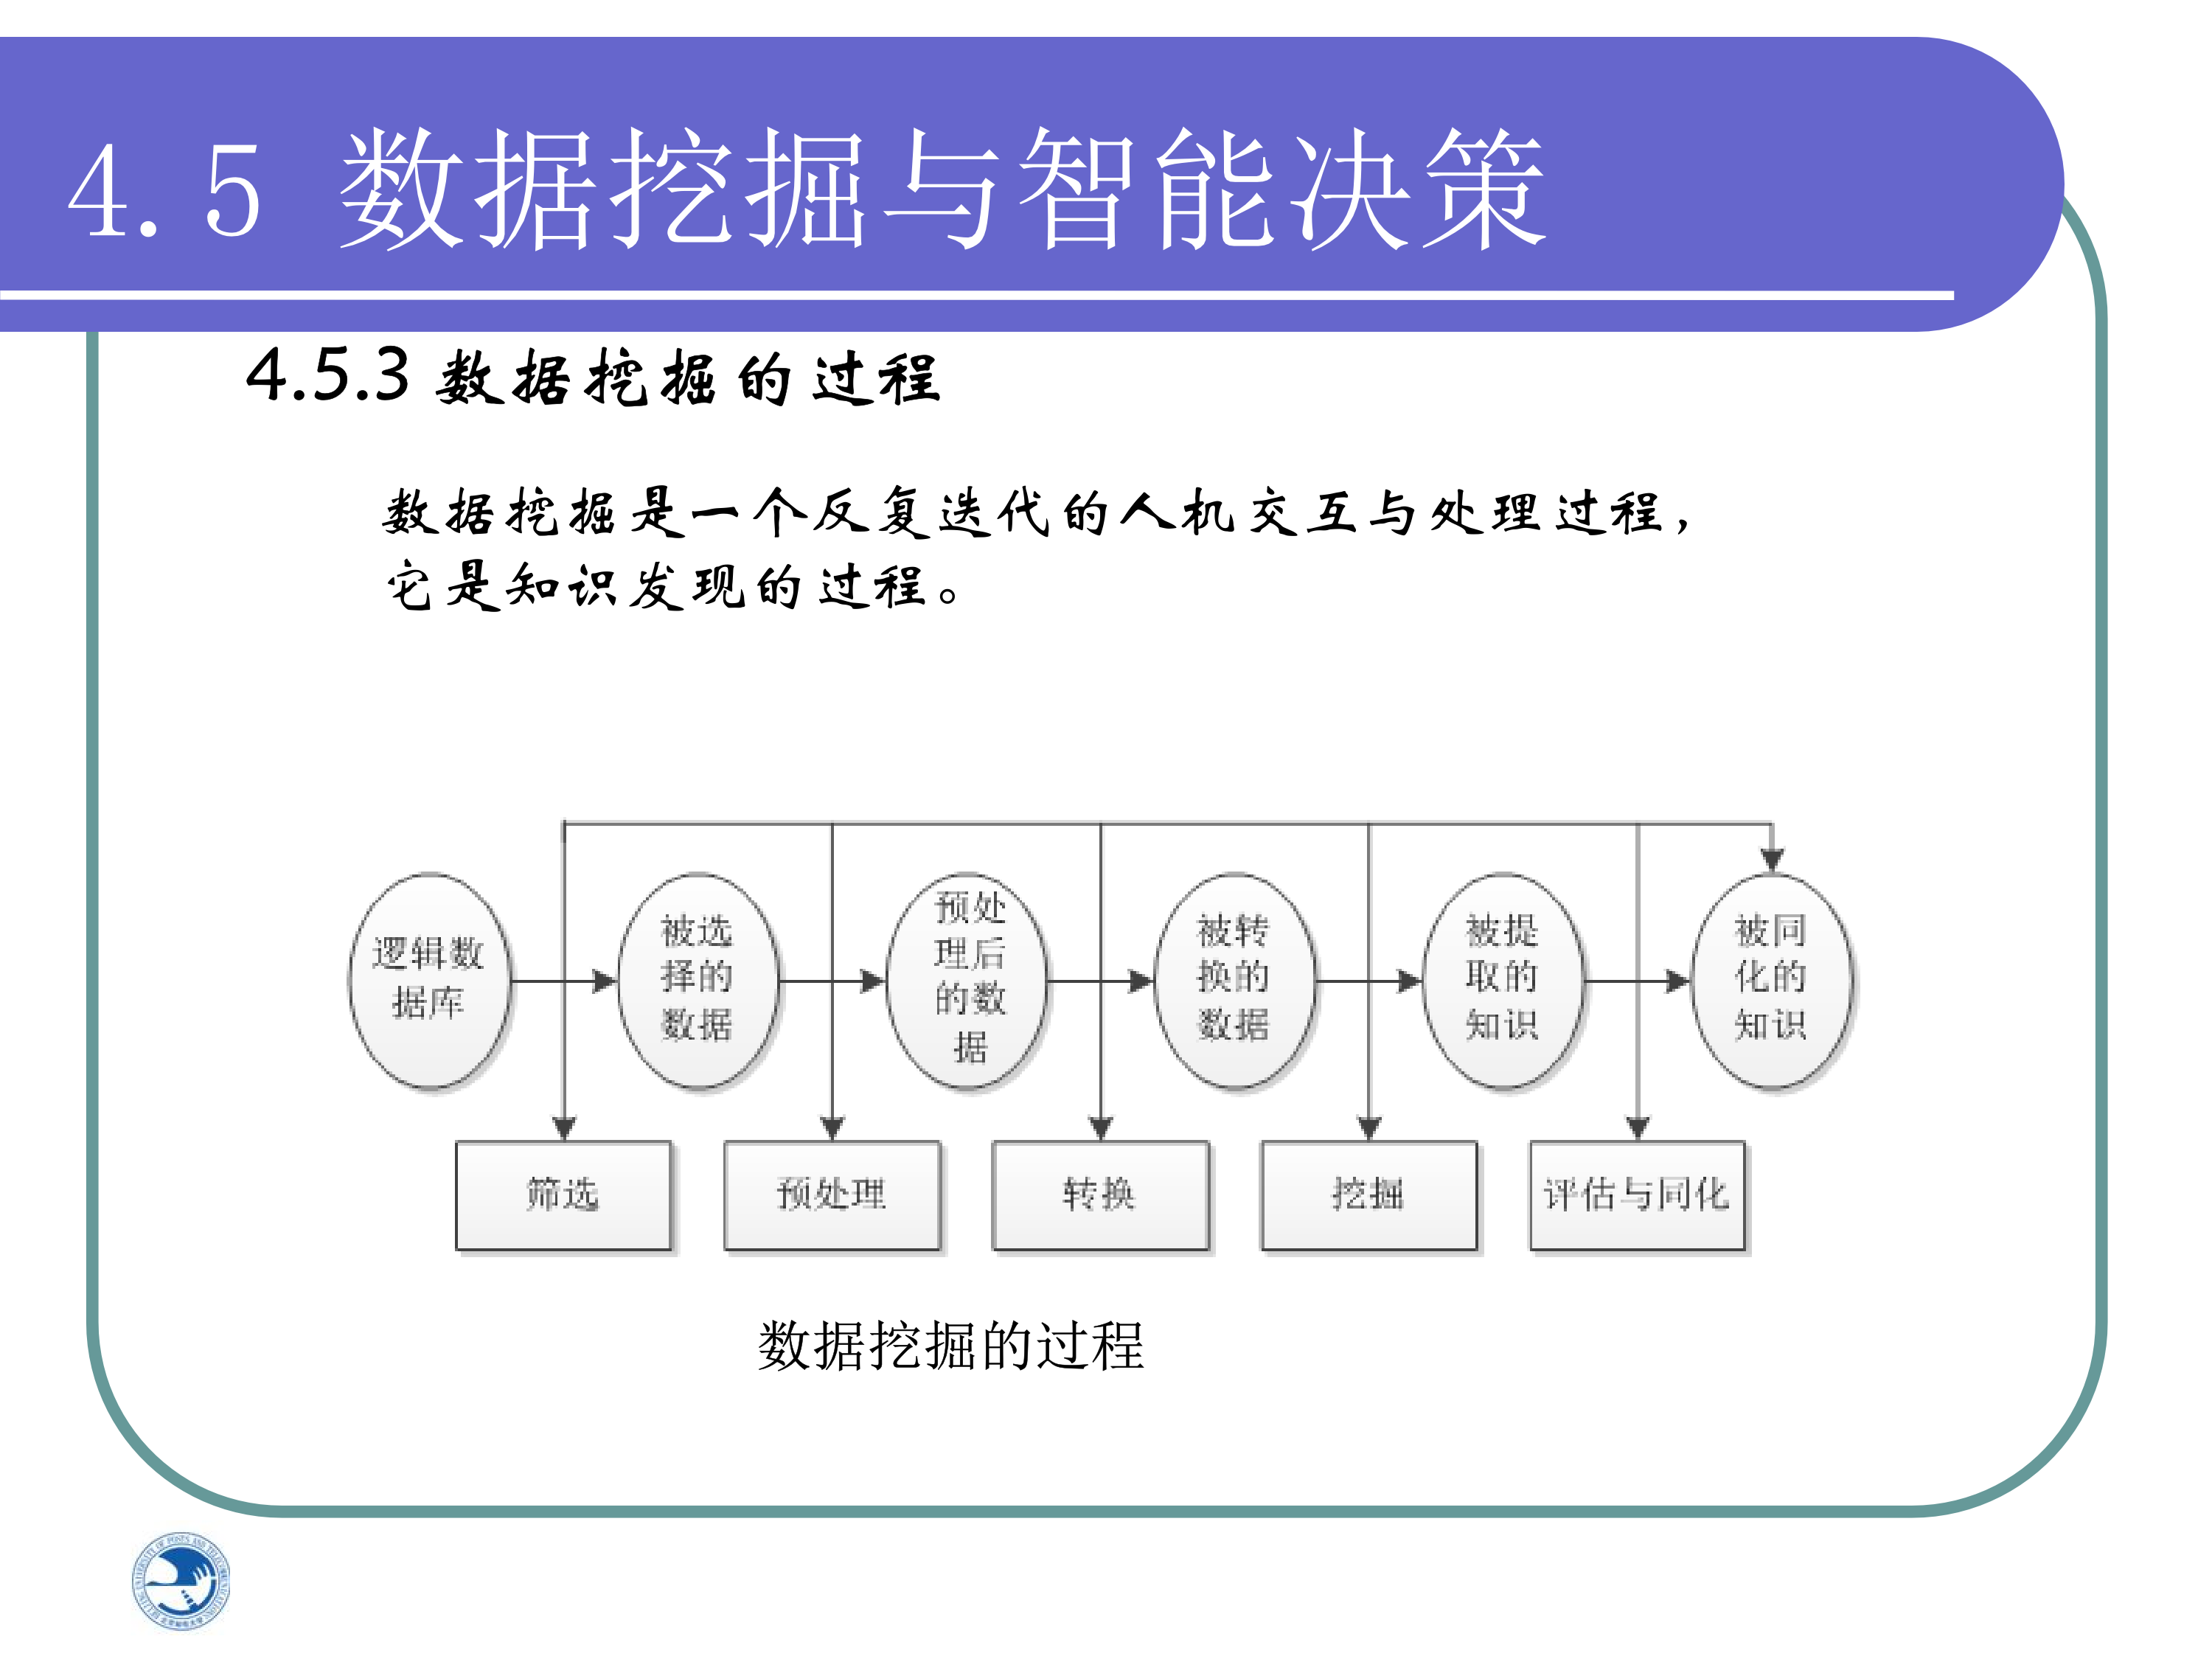 4.5 数据挖掘与智能决策
4.5.3 数据挖掘的过程
数据挖掘是一个反复迭代的人机交互与处理过程，
它是知识发现的过程。
逻辑数
据库
被选
择的
数据
预处
理后
的数
据
被转
换的
数据
被提
取的
知识
被同
化的
知识
筛选
预处理
转换
挖掘
评估与同化
数据挖掘的过程